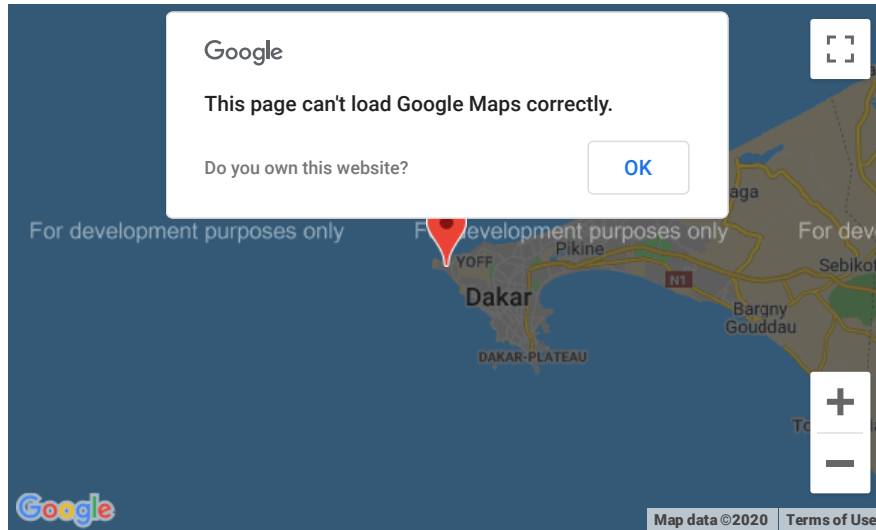 Google
This page can't load Google Maps correctly.
Do you own this website?
OK
aga
For development purposes only
For development purposes only
For dev
Pikine
YOFF
Sebikot
N1
Dakar
Bargny
Gouddau
DAKAR-PLATEAU
Google
Map data ©2020
Terms of Use